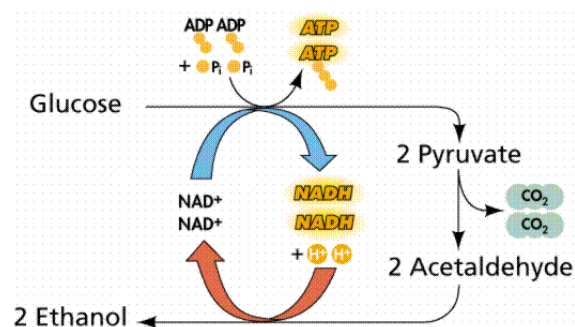 ADP ADP
+ Pi Pi
ATP
ATP
Glucose
2 Pyruvate
NAD+
NAD+
NADH
NADH
+ H+ H+
CO2
CO2
2 Acetaldehyde
2 Ethanol